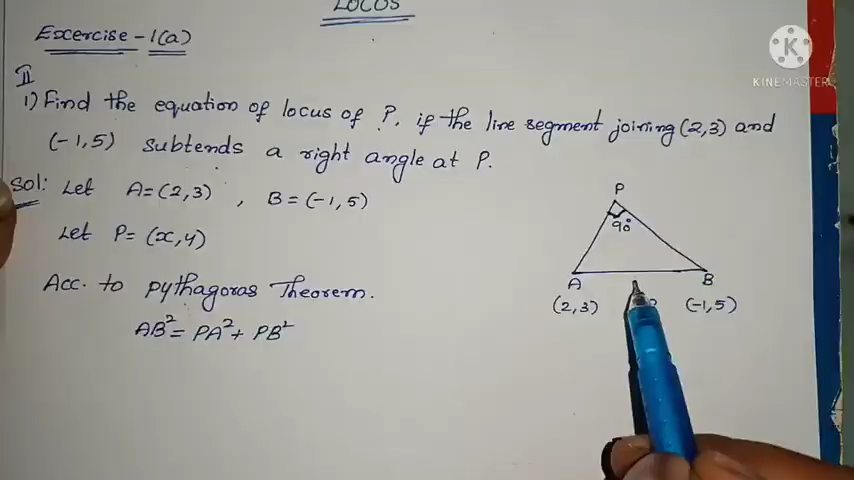 LOCUS
Excercise - 1(a)
II
1) Find the equation of locus of P, if the line segment joining (2,3) and
(-1,5) subtends a right angle at P.
Sol: Let A=(2,3) , B=(-1,5)
Let P=(x,y)
Acc. to pythagoras Theorem.
AB²= PA²+ PB²
P
90°
A
B
(2,3)
(-1,5)
K
KINEMASTER